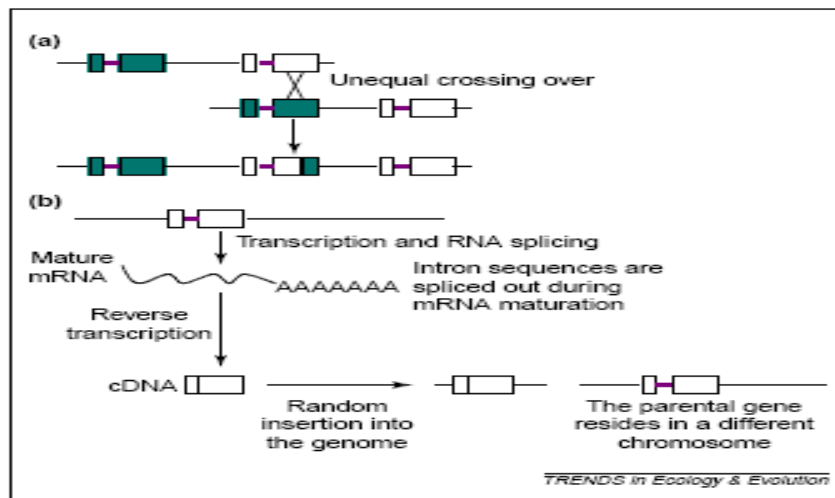 (a)
Unequal crossing over
(b)
Transcription and RNA splicing
Mature
mRNA
AAAAAAA
Intron sequences are
spliced out during
mRNA maturation
Reverse
transcription
cDNA
Random
insertion into
the genome
The parental gene
resides in a different
chromosome
TRENDS in Ecology & Evolution